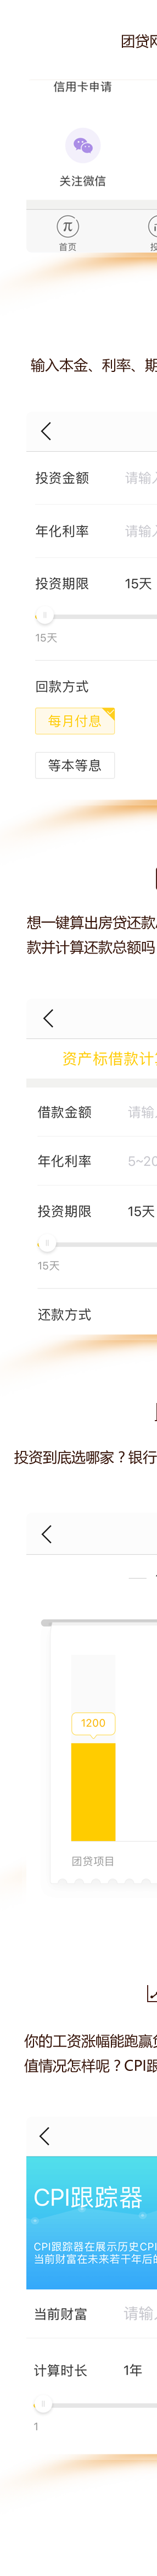 团贷网
信用卡申请
关注微信
首页
投
输入本金、利率、期
投资金额 请输入
年化利率 请输入
投资期限 15天
15天
回款方式
每月付息
等本等息
想一键算出房贷还款
款并计算还款总额吗
资产标借款计算
借款金额 请输入
年化利率 5~20
投资期限 15天
15天
还款方式
投资到底选哪家？银行
1200
团贷项目
你的工资涨幅能跑赢负
值情况怎样呢？CPI跟
CPI跟踪器
CPI跟踪器在展示历史CPI
当前财富在未来若干年后的
当前财富 请输入
计算时长 1年
1